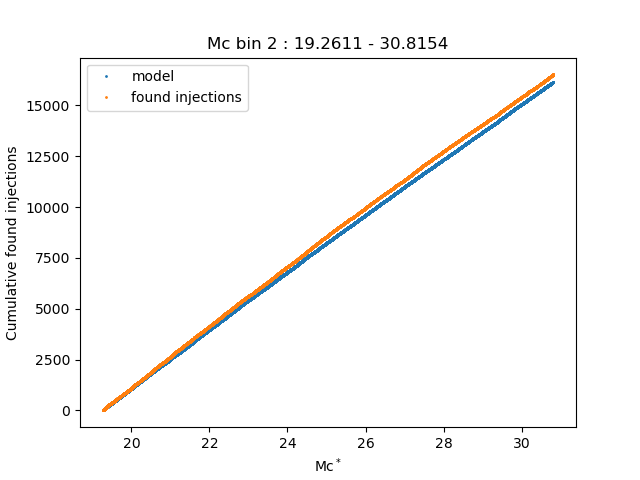 Mc bin 2 : 19.2611 - 30.8154
model
found injections
Cumulative found injections
15000
12500
10000
7500
5000
2500
0
20
22
24
26
28
30
Mc*